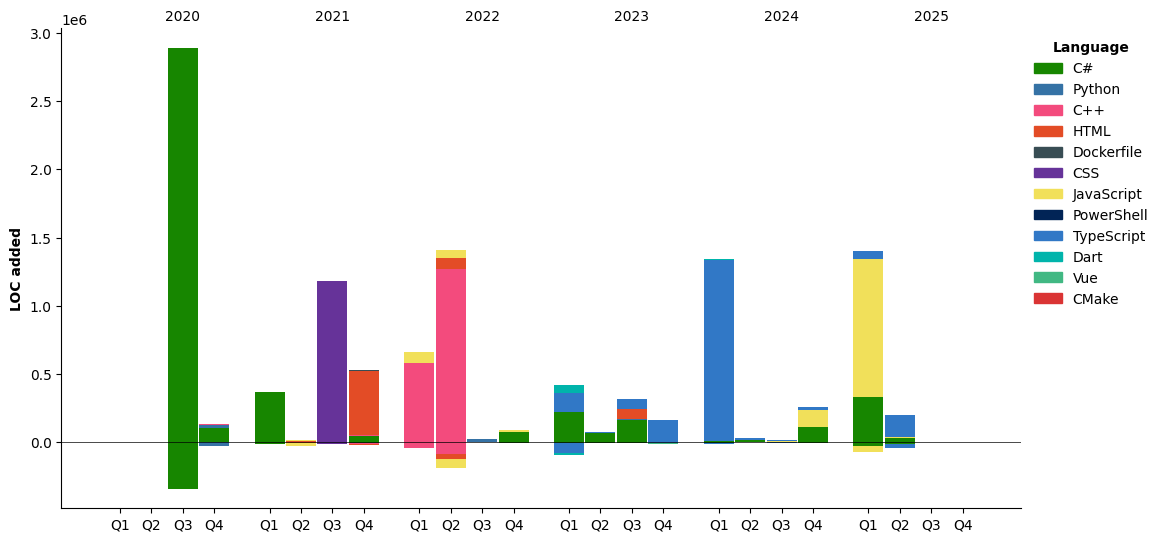 1e6
2020 2021 2022 2023 2024 2025
3.0
2.5
2.0
1.5
1.0
0.5
0.0
LOC added
Q1 Q2 Q3 Q4 Q1 Q2 Q3 Q4 Q1 Q2 Q3 Q4 Q1 Q2 Q3 Q4 Q1 Q2 Q3 Q4 Q1 Q2 Q3 Q4
Language
C#
Python
C++
HTML
Dockerfile
CSS
JavaScript
PowerShell
TypeScript
Dart
Vue
CMake